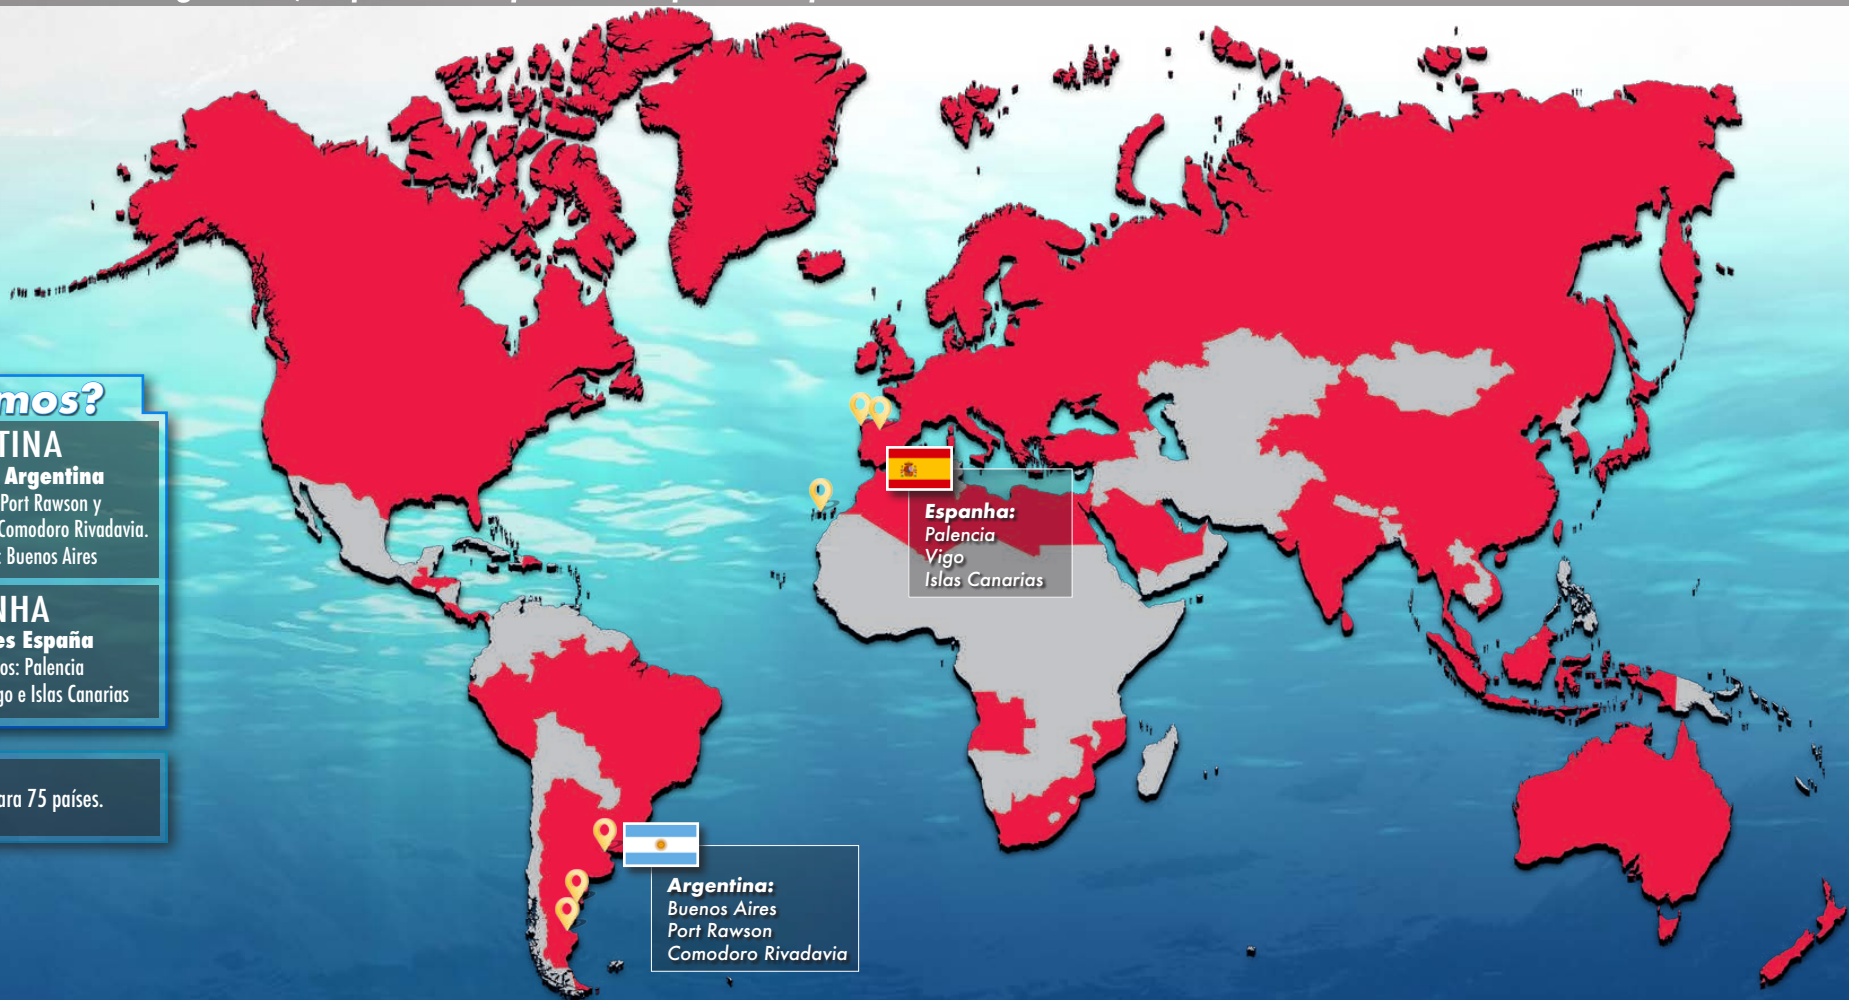 mos?
TINA
Argentina
Port Rawson y
Comodoro Rivadavia.
: Buenos Aires
NHA
es España
os: Palencia
go e Islas Canarias
ara 75 países.
Espanha:
Palencia
Vigo
Islas Canarias
Argentina:
Buenos Aires
Port Rawson
Comodoro Rivadavia